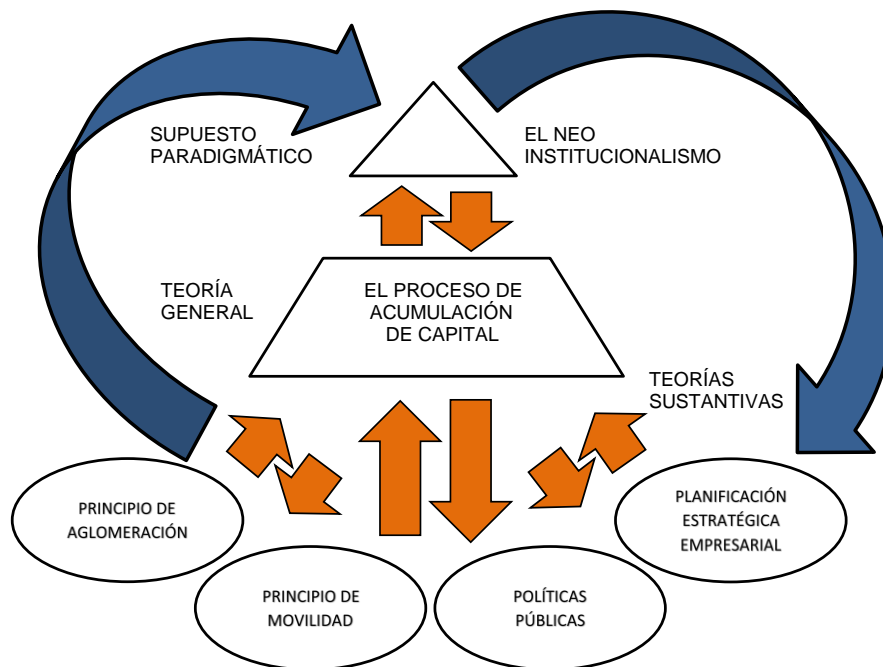 SUPUESTO
PARADIGMÁTICO
EL NEO
INSTITUCIONALISMO
TEORÍA
GENERAL
EL PROCESO DE
ACUMULACIÓN
DE CAPITAL
TEORÍAS
SUSTANTIVAS
PRINCIPIO DE
AGLOMERACIÓN
PRINCIPIO DE
MOVILIDAD
POLÍTICAS
PÚBLICAS
PLANIFICACIÓN
ESTRATÉGICA
EMPRESARIAL